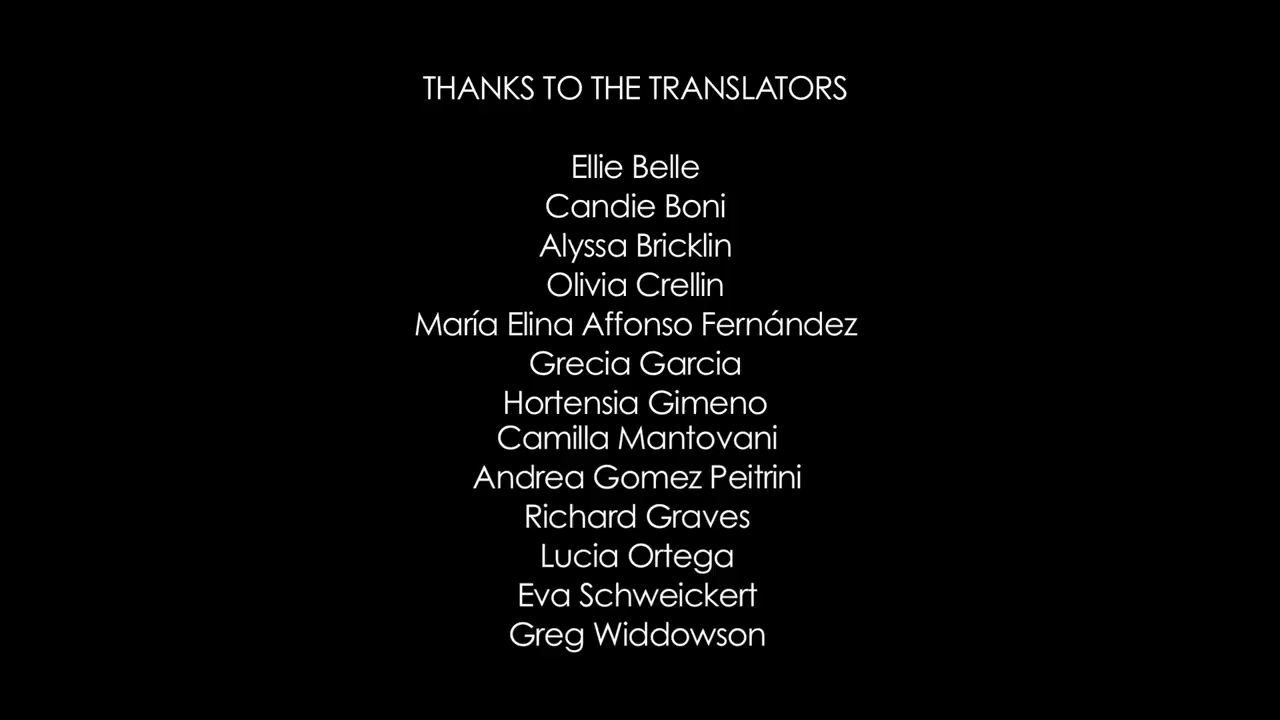 THANKS TO THE TRANSLATORS
Ellie Belle
Candie Boni
Alyssa Bricklin
Olivia Crellin
María Elina Affonso Fernández
Grecia Garcia
Hortensia Gimeno
Camilla Mantovani
Andrea Gomez Peitrini
Richard Graves
Lucia Ortega
Eva Schweickert
Greg Widdowson